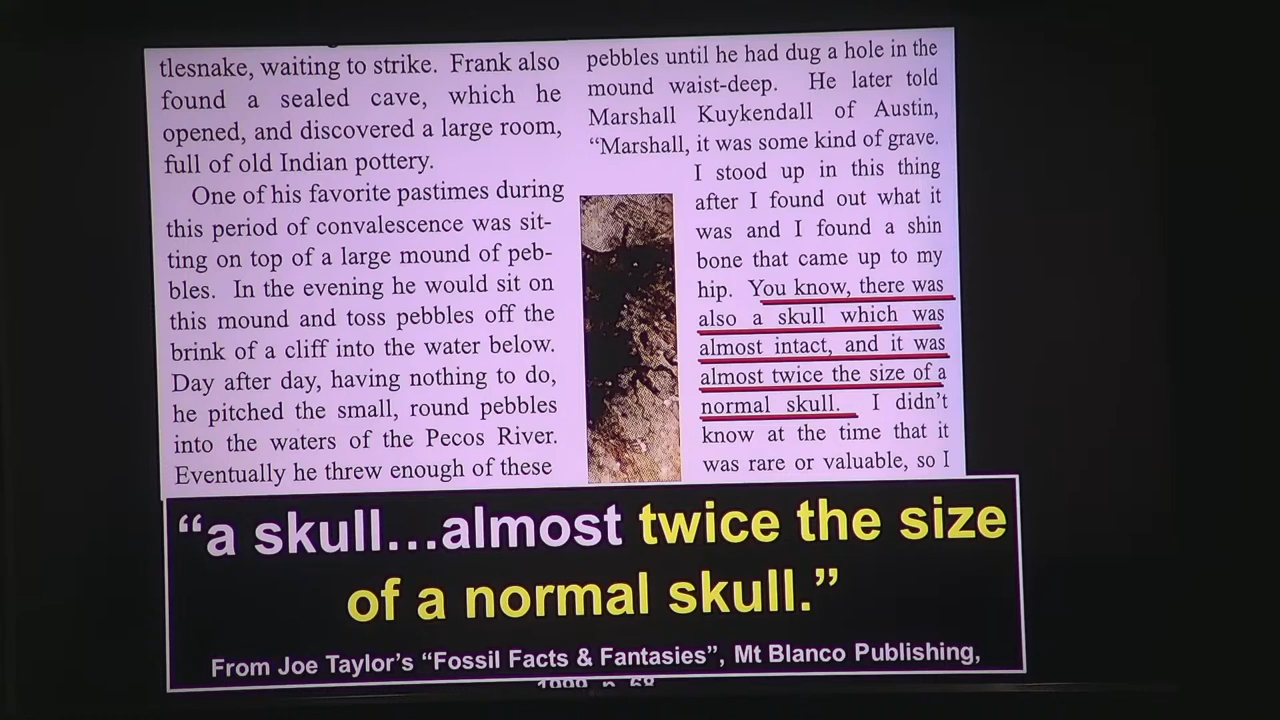 tlesnake, waiting to strike. Frank also
found a sealed cave, which he
opened, and discovered a large room,
full of old Indian pottery.
One of his favorite pastimes during
this period of convalescence was sit-
ting on top of a large mound of peb-
bles. In the evening he would sit on
this mound and toss pebbles off the
brink of a cliff into the water below.
Day after day, having nothing to do,
he pitched the small, round pebbles
into the waters of the Pecos River.
Eventually he threw enough of these
pebbles until he had dug a hole in the
mound waist-deep. He later told
Marshall Kuykendall of Austin,
“Marshall, it was some kind of grave.
I stood up in this thing
after I found out what it
was and I found a shin
bone that came up to my
hip. You know, there was
also a skull which was
almost intact, and it was
almost twice the size of a
normal skull. I didn’t
know at the time that it
was rare or valuable, so I
“a skull...almost twice the size
of a normal skull.”
From Joe Taylor’s “Fossil Facts & Fantasies”, Mt Blanco Publishing,